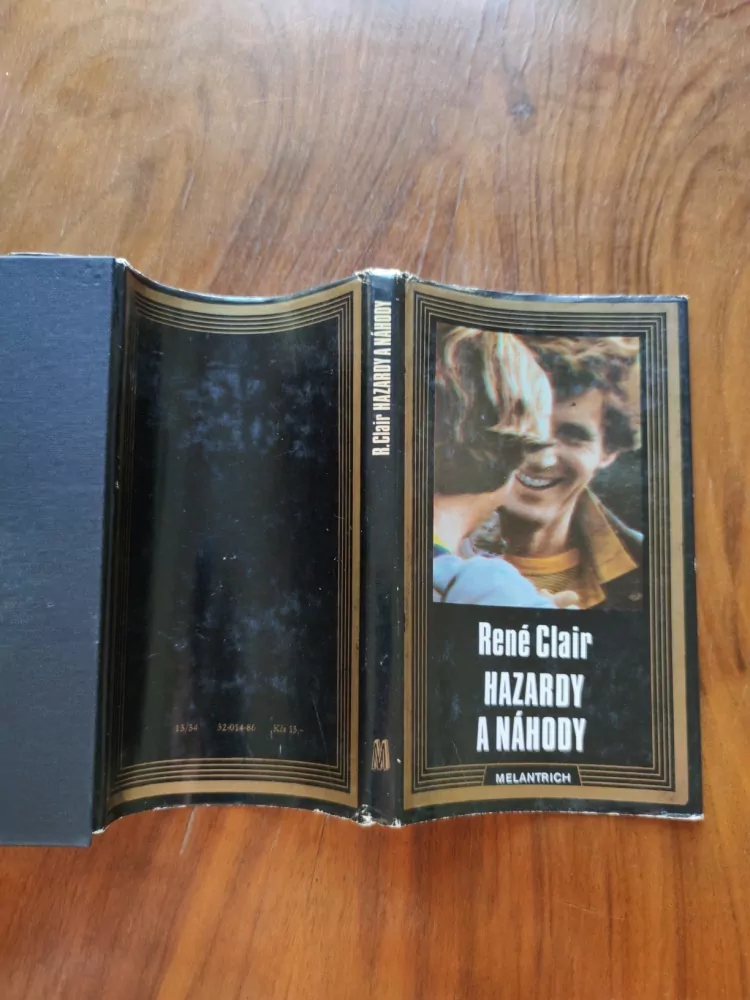 R.Clair HAZARDY A NÁHODY
René Clair
HAZARDY
A NÁHODY
MELANTRICH
13/34 32-014-86 Kčs 13,-
M